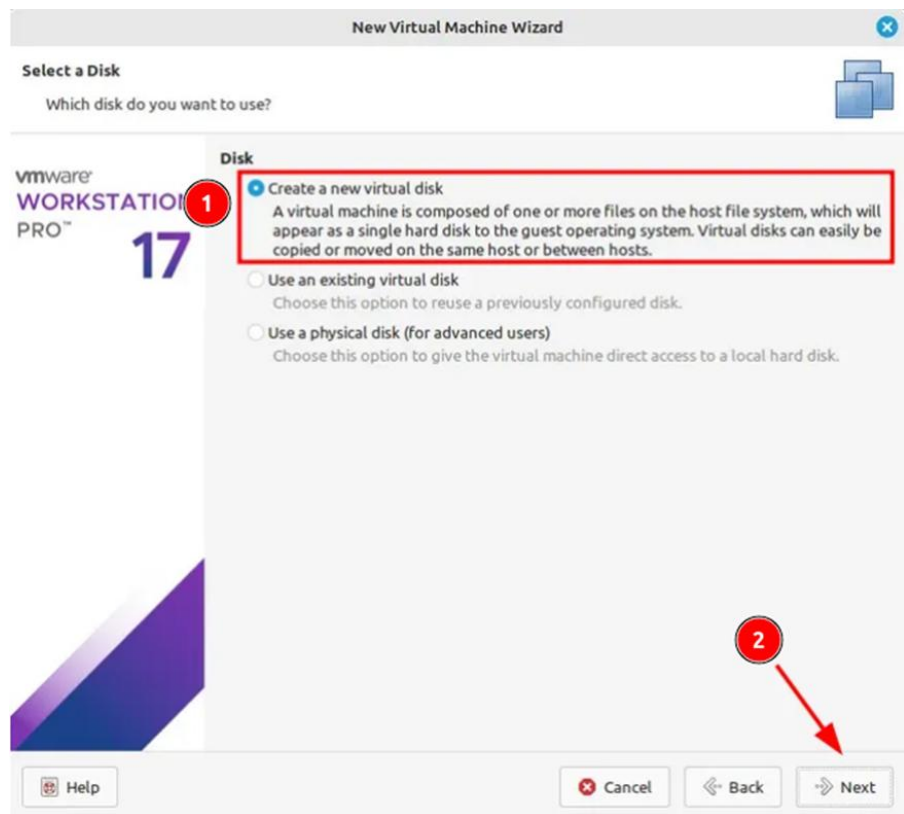 New Virtual Machine Wizard
Select a Disk
Which disk do you want to use?
vmware
WORKSTATION
PRO™
17
Disk
1
Create a new virtual disk
A virtual machine is composed of one or more files on the host file system, which will
appear as a single hard disk to the guest operating system. Virtual disks can easily be
copied or moved on the same host or between hosts.
Use an existing virtual disk
Choose this option to reuse a previously configured disk.
Use a physical disk (for advanced users)
Choose this option to give the virtual machine direct access to a local hard disk.
2
Help
Cancel
Back
Next